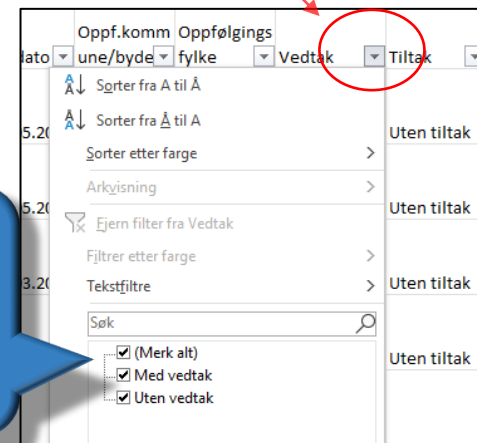 Oppf.komm Oppfølgings
dato une/byde fylke Vedtak Tiltak
Sorter fra A til Å
Sorter fra Å til A
Uten tiltak
Sorter etter farge
Arkvisning
Uten tiltak
Fjern filter fra Vedtak
Filtrer etter farge
Tekstfiltre
Uten tiltak
Søk
(Merk alt)
Uten tiltak
Med vedtak
Uten vedtak